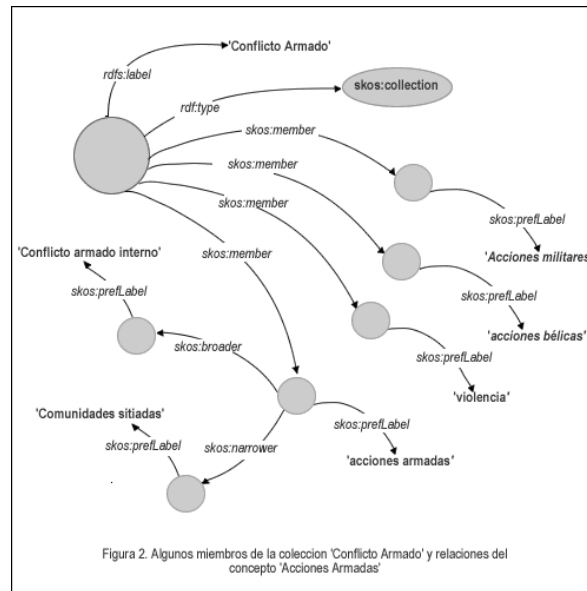 'Conflicto Armado'
rdfs:label
skos:collection
rdf:type
skos:member
skos:member
skos:member
skos:prefLabel
skos:member
'Conflicto armado interno'
'Acciones militares
skos:prefLabel
skos:prefLabel
'acciones bélicas'
skos:broader
skos:prefLabel
'violencia'
'Comunidades sitiadas'
skos:prefLabel
skos:narrower
skos:prefLabel
'acciones armadas'
Figura 2. Algunos miembros de la coleccion 'Conflicto Armado' y relaciones del
concepto 'Acciones Armadas'